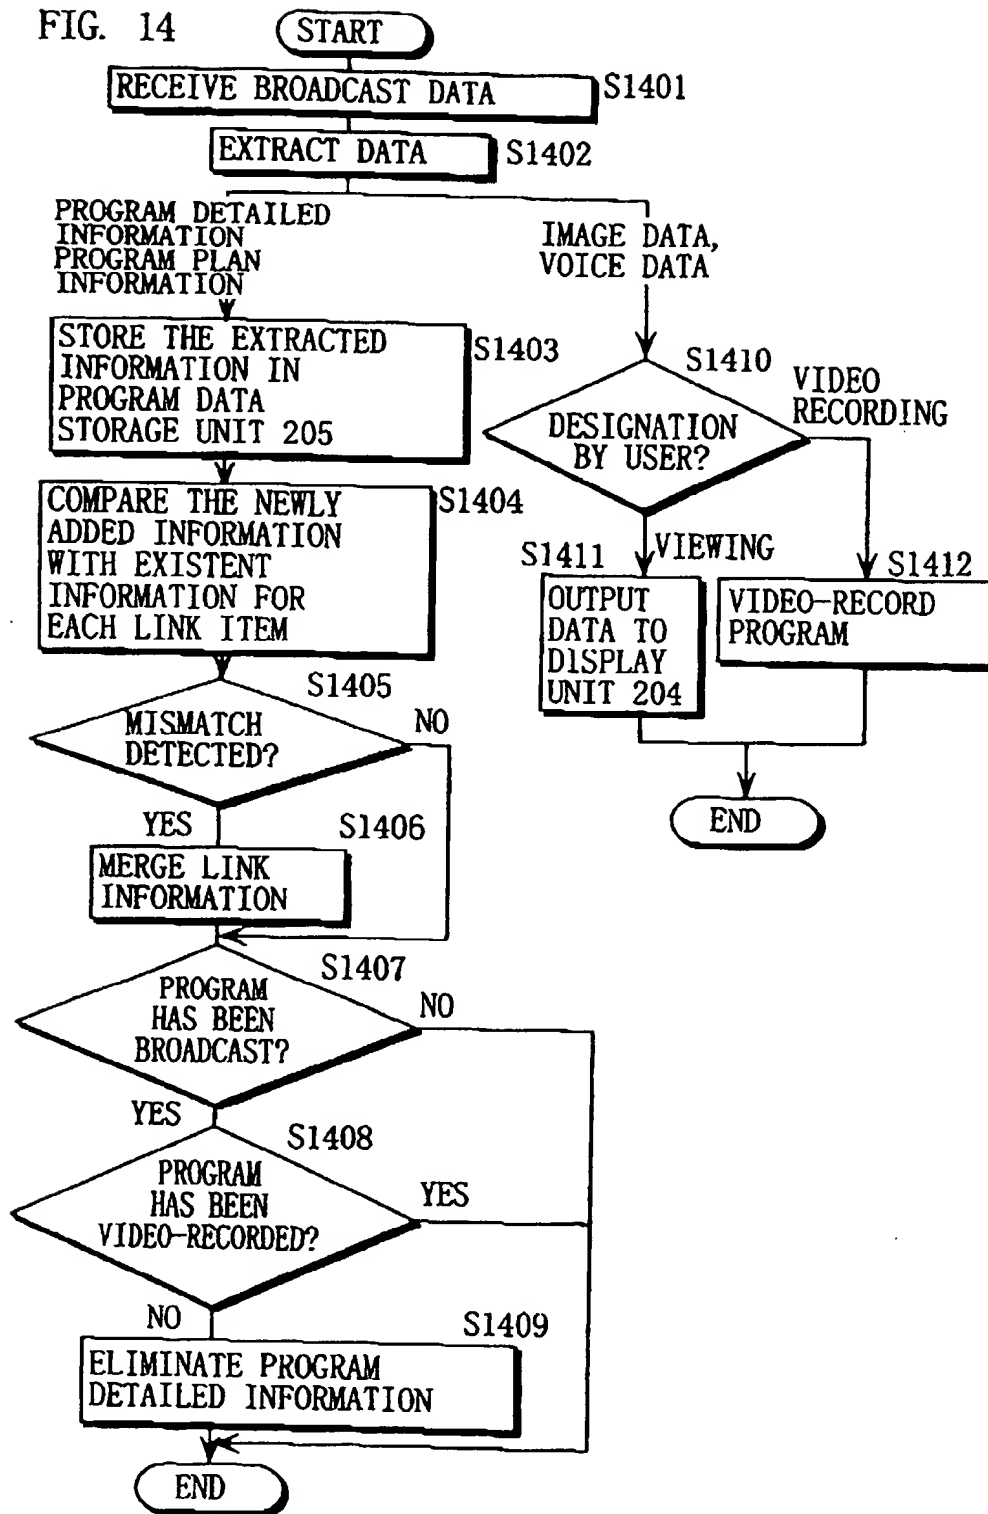 FIG. 14
START
RECEIVE BROADCAST DATA
S1401
EXTRACT DATA
S1402
PROGRAM DETAILED
INFORMATION
PROGRAM PLAN
INFORMATION
IMAGE DATA,
VOICE DATA
STORE THE EXTRACTED
INFORMATION IN
PROGRAM DATA
STORAGE UNIT 205
S1403
COMPARE THE NEWLY
ADDED INFORMATION
WITH EXISTENT
INFORMATION FOR
EACH LINK ITEM
S1404
S1405
MISMATCH
DETECTED?
NO
YES
S1406
MERGE LINK
INFORMATION
S1407
PROGRAM
HAS BEEN
BROADCAST?
NO
YES
S1408
PROGRAM
HAS BEEN
VIDEO-RECORDED?
YES
NO
S1409
ELIMINATE PROGRAM
DETAILED INFORMATION
END
S1410
DESIGNATION
BY USER?
VIDEO
RECORDING
VIEWING
S1411
OUTPUT
DATA TO
DISPLAY
UNIT 204
S1412
VIDEO-RECORD
PROGRAM
END